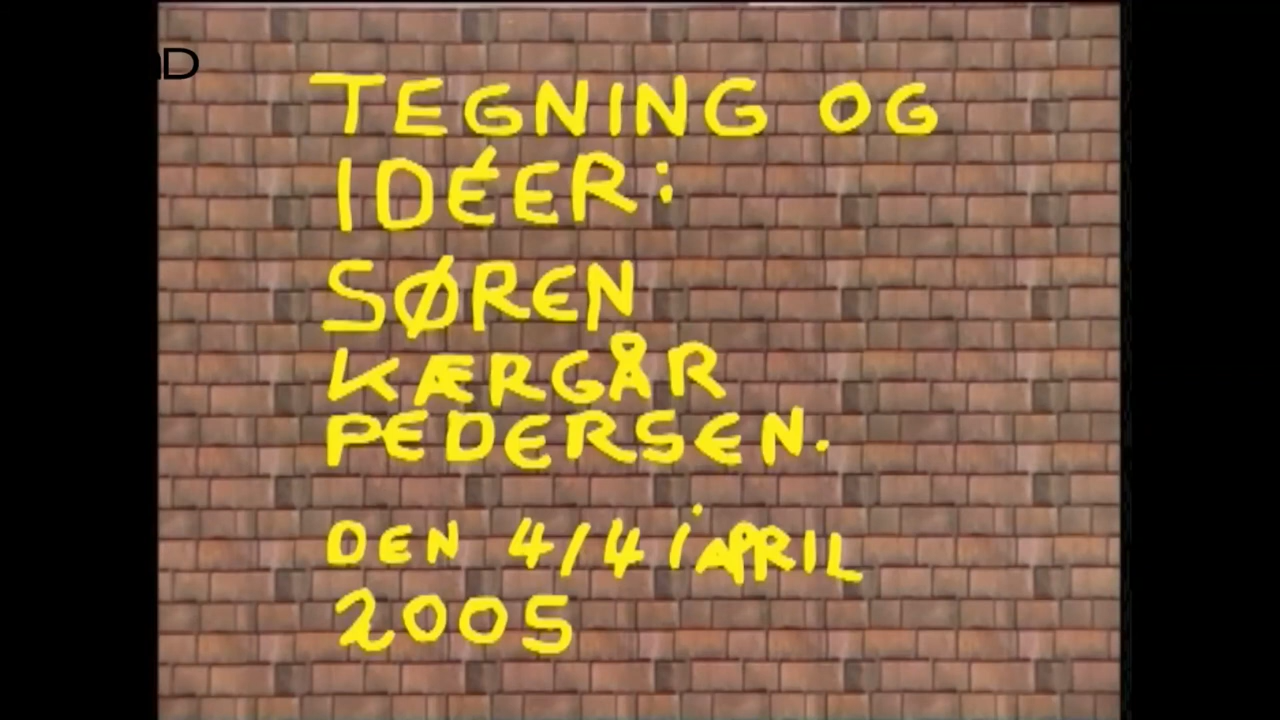 TEGNING OG
IDÉER:
SØREN
KÆRGÅR
PEDERSEN.
DEN 4/4 i APRIL
2005